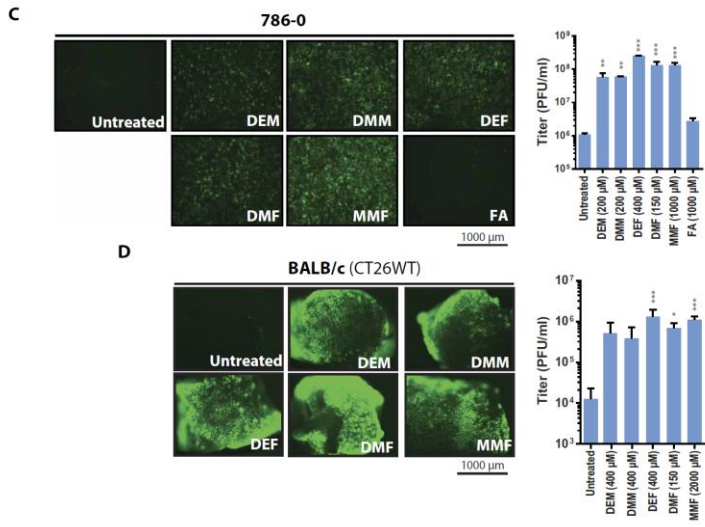 C
786-0
Untreated
DEM
DMM
DEF
DMF
MMF
FA
1000 µm
Titer (PFU/ml)
10⁹
10⁸
10⁷
10⁶
10⁵
**
**
***
***
***
Untreated
DEM (200 µM)
DMM (200 µM)
DEF (400 µM)
DMF (150 µM)
MMF (1000 µM)
FA (1000 µM)
D
BALB/c (CT26WT)
Untreated
DEM
DMM
DEF
DMF
MMF
1000 µm
Titer (PFU/ml)
10⁷
10⁶
10⁵
10⁴
10³
***
*
***
Untreated
DEM (400 µM)
DMM (400 µM)
DEF (400 µM)
DMF (150 µM)
MMF (2000 µM)